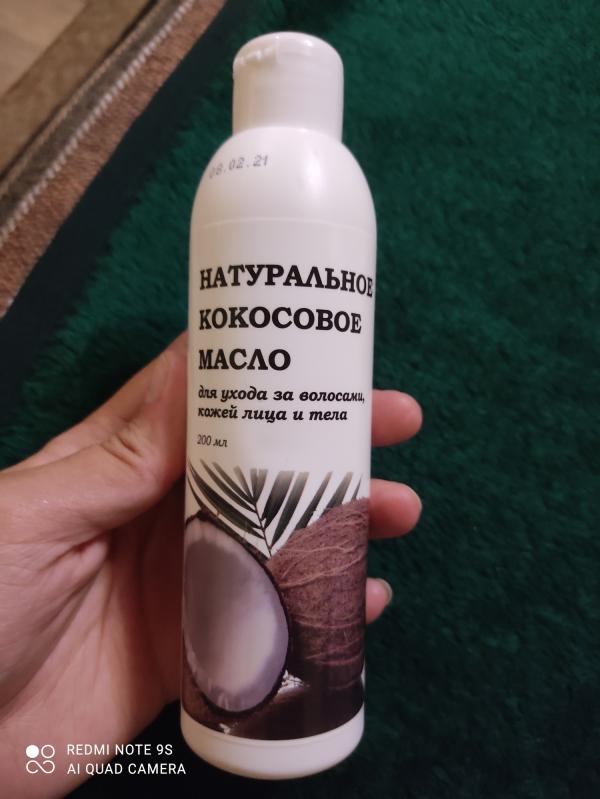 08.02.21
НАТУРАЛЬНОЕ
КОКОСОВОЕ
МАСЛО
для ухода за волосами,
кожей лица и тела
200 мл
REDMI NOTE 9S
AI QUAD CAMERA